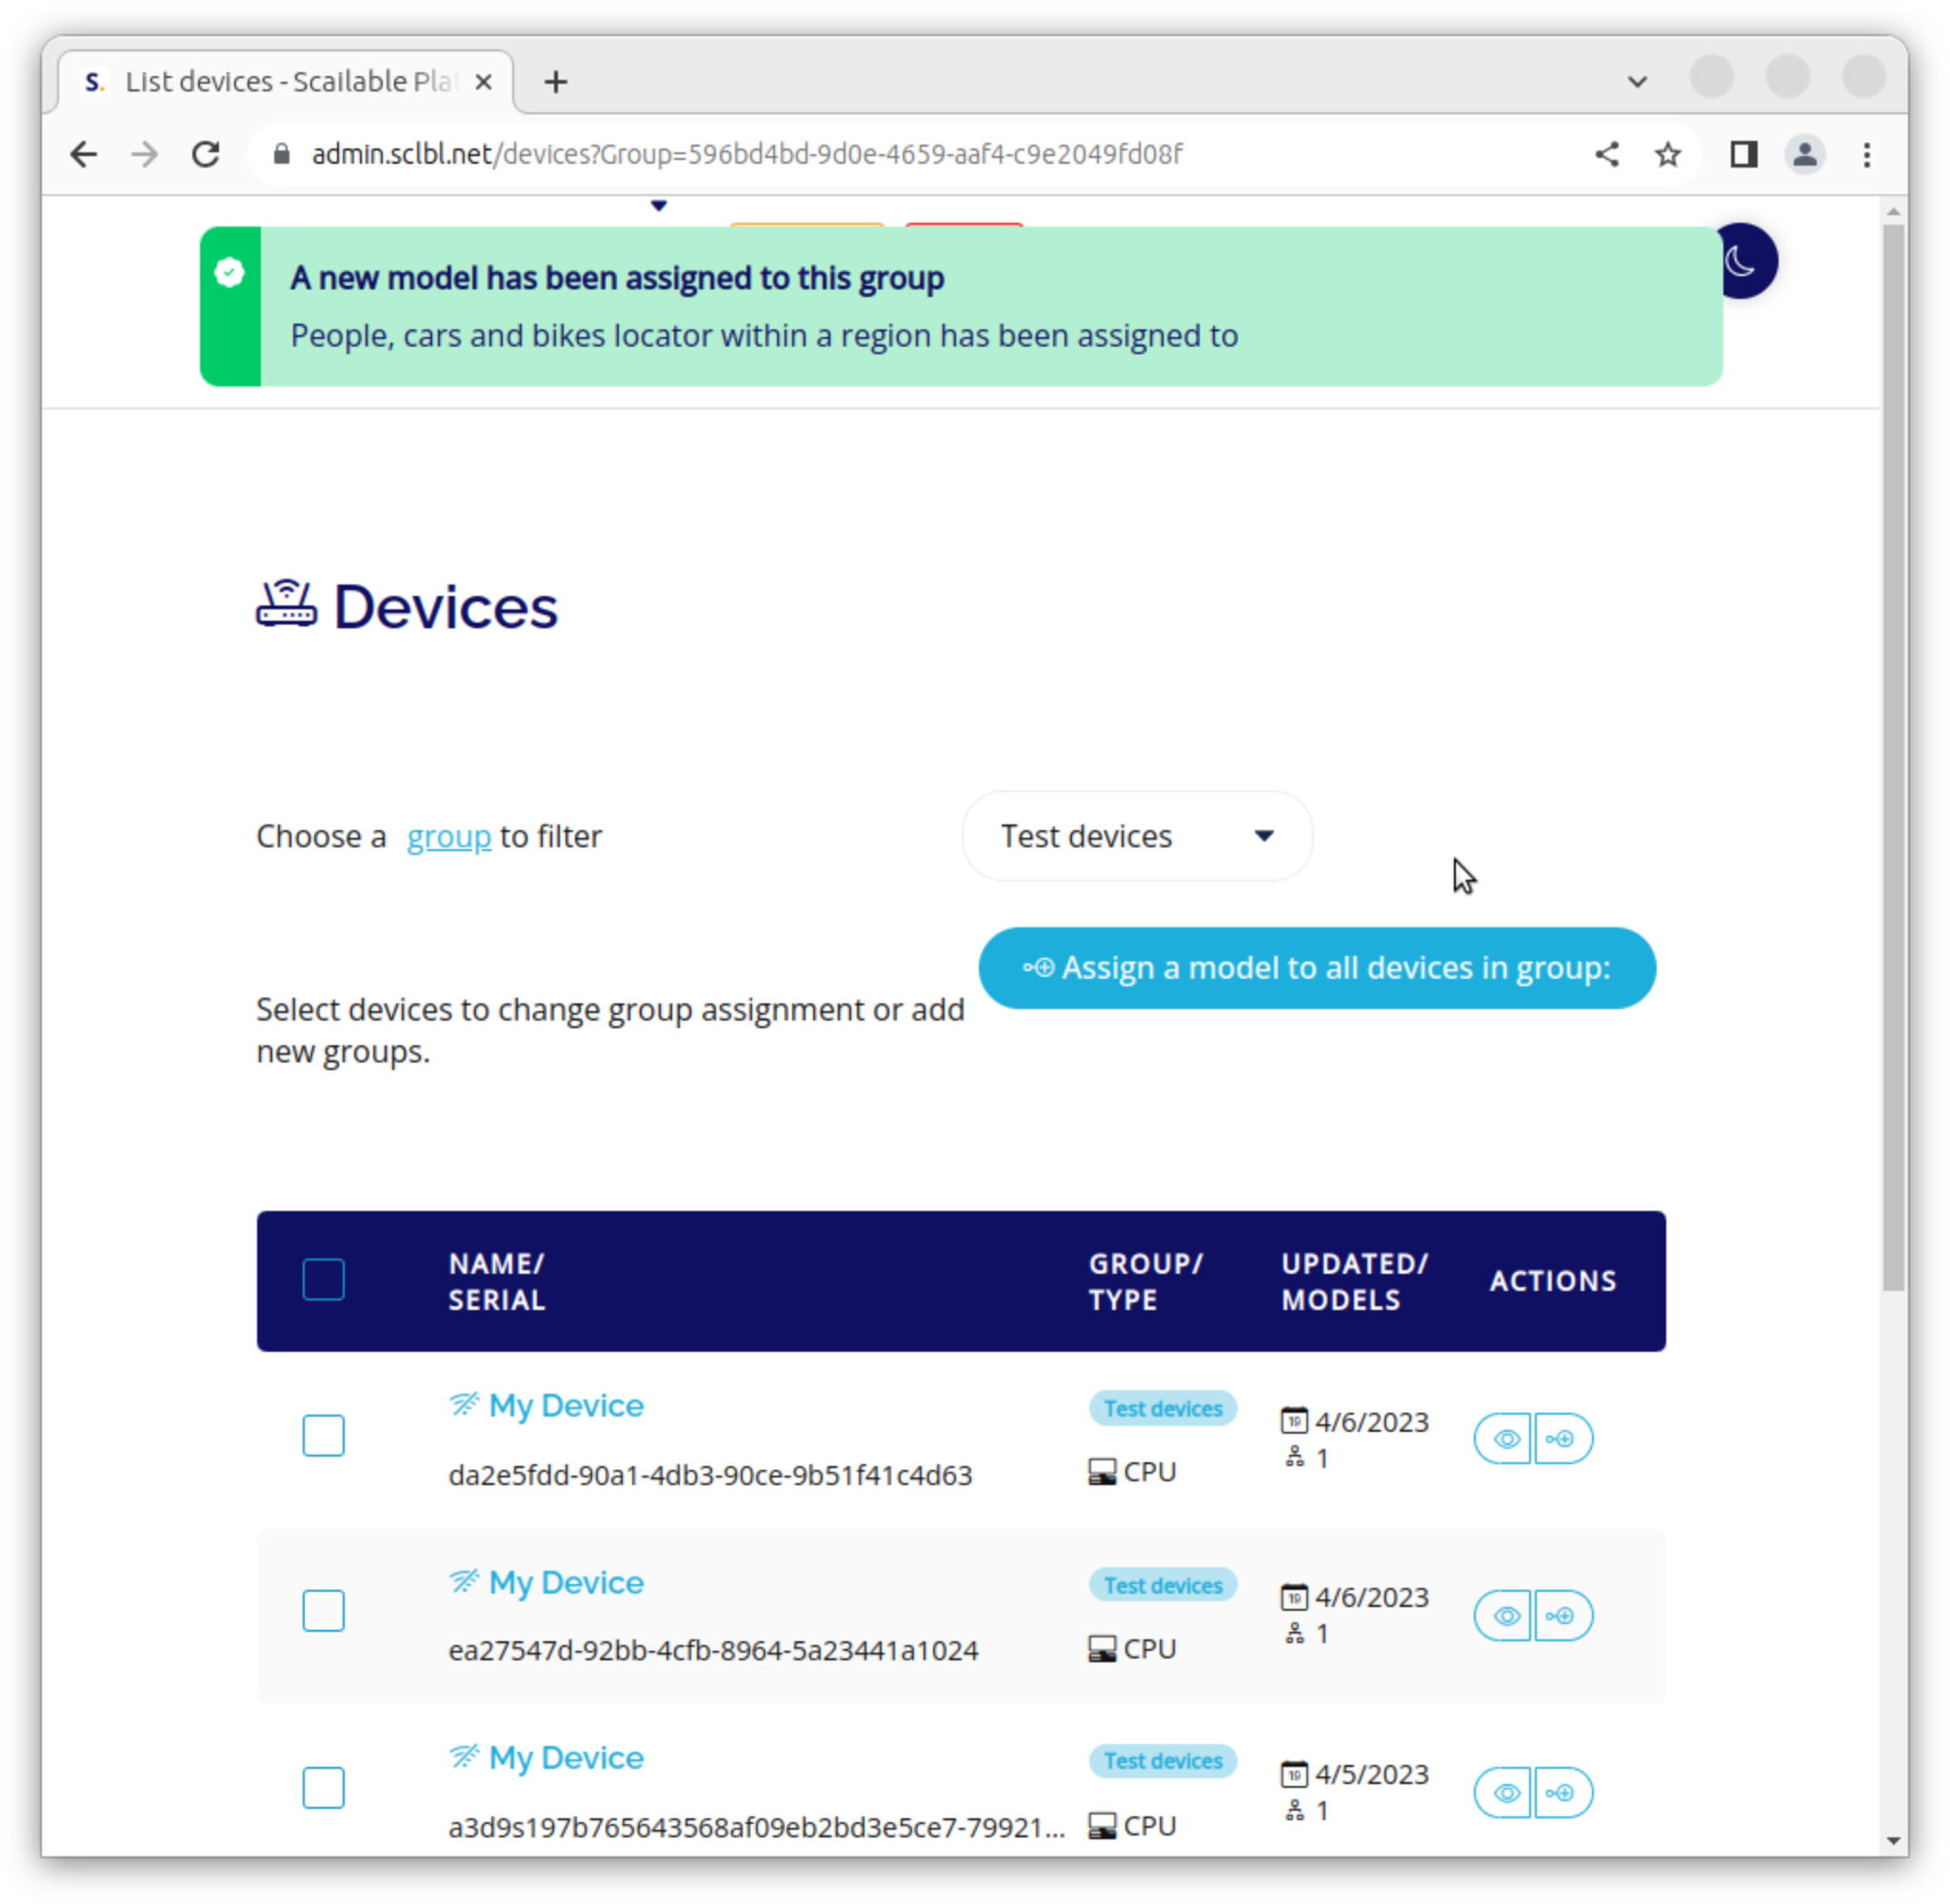 S. List devices - Scailable Plat
admin.sclbl.net/devices?Group=596bd4bd-9d0e-4659-aaf4-c9e2049fd08f
A new model has been assigned to this group
People, cars and bikes locator within a region has been assigned to
Devices
Choose a group to filter
Test devices
Assign a model to all devices in group:
Select devices to change group assignment or add
new groups.
NAME/
SERIAL
GROUP/
TYPE
UPDATED/
MODELS
ACTIONS
My Device
da2e5fdd-90a1-4db3-90ce-9b51f41c4d63
Test devices
CPU
19 4/6/2023
1
My Device
ea27547d-92bb-4cfb-8964-5a23441a1024
Test devices
CPU
19 4/6/2023
1
My Device
a3d9s197b765643568af09eb2bd3e5ce7-79921...
Test devices
CPU
19 4/5/2023
1